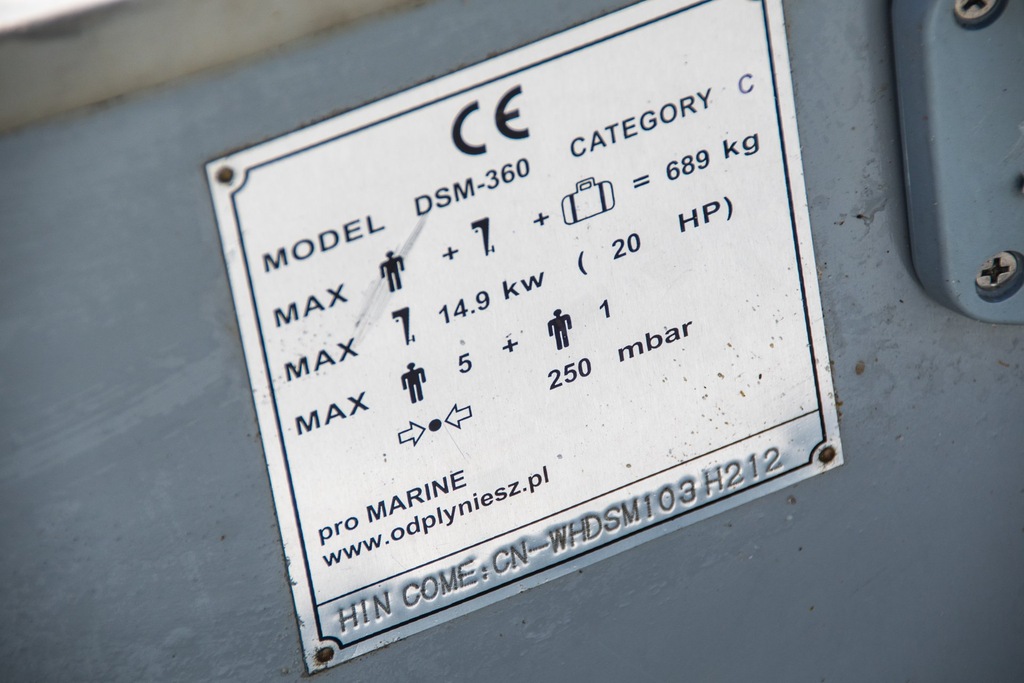 CE
MODEL DSM-360 CATEGORY C
MAX + + = 689 kg
MAX 14.9 kw ( 20 HP)
MAX 5 + 1
250 mbar
pro MARINE
www.odplyniesz.pl
HIN COME:CN-WHDSM103H212